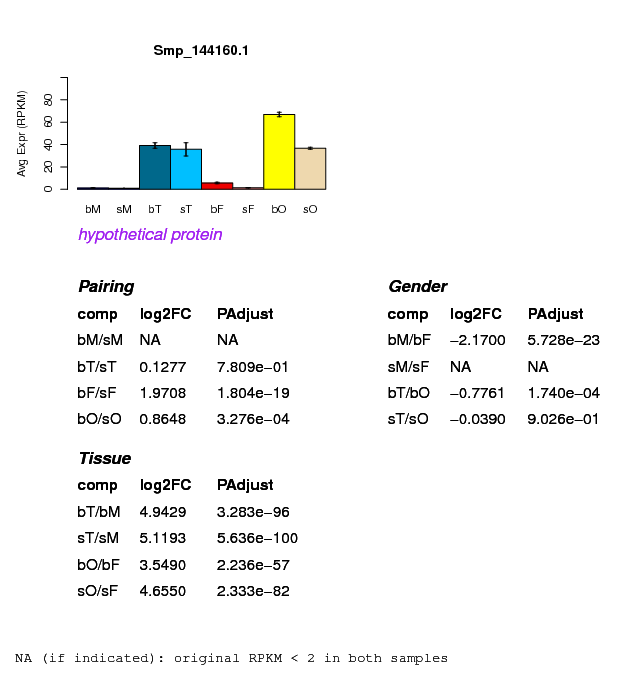 Smp_144160.1
Avg Expr (RPKM)
0 20 40 60 80
bM sM bT sT bF sF bO sO
hypothetical protein
Pairing
comp log2FC PAdjust
bM/sM NA NA
bT/sT 0.1277 7.809e−01
bF/sF 1.9708 1.804e−19
bO/sO 0.8648 3.276e−04
Gender
comp log2FC PAdjust
bM/bF −2.1700 5.728e−23
sM/sF NA NA
bT/bO −0.7761 1.740e−04
sT/sO −0.0390 9.026e−01
Tissue
comp log2FC PAdjust
bT/bM 4.9429 3.283e−96
sT/sM 5.1193 5.636e−100
bO/bF 3.5490 2.236e−57
sO/sF 4.6550 2.333e−82
NA (if indicated): original RPKM < 2 in both samples